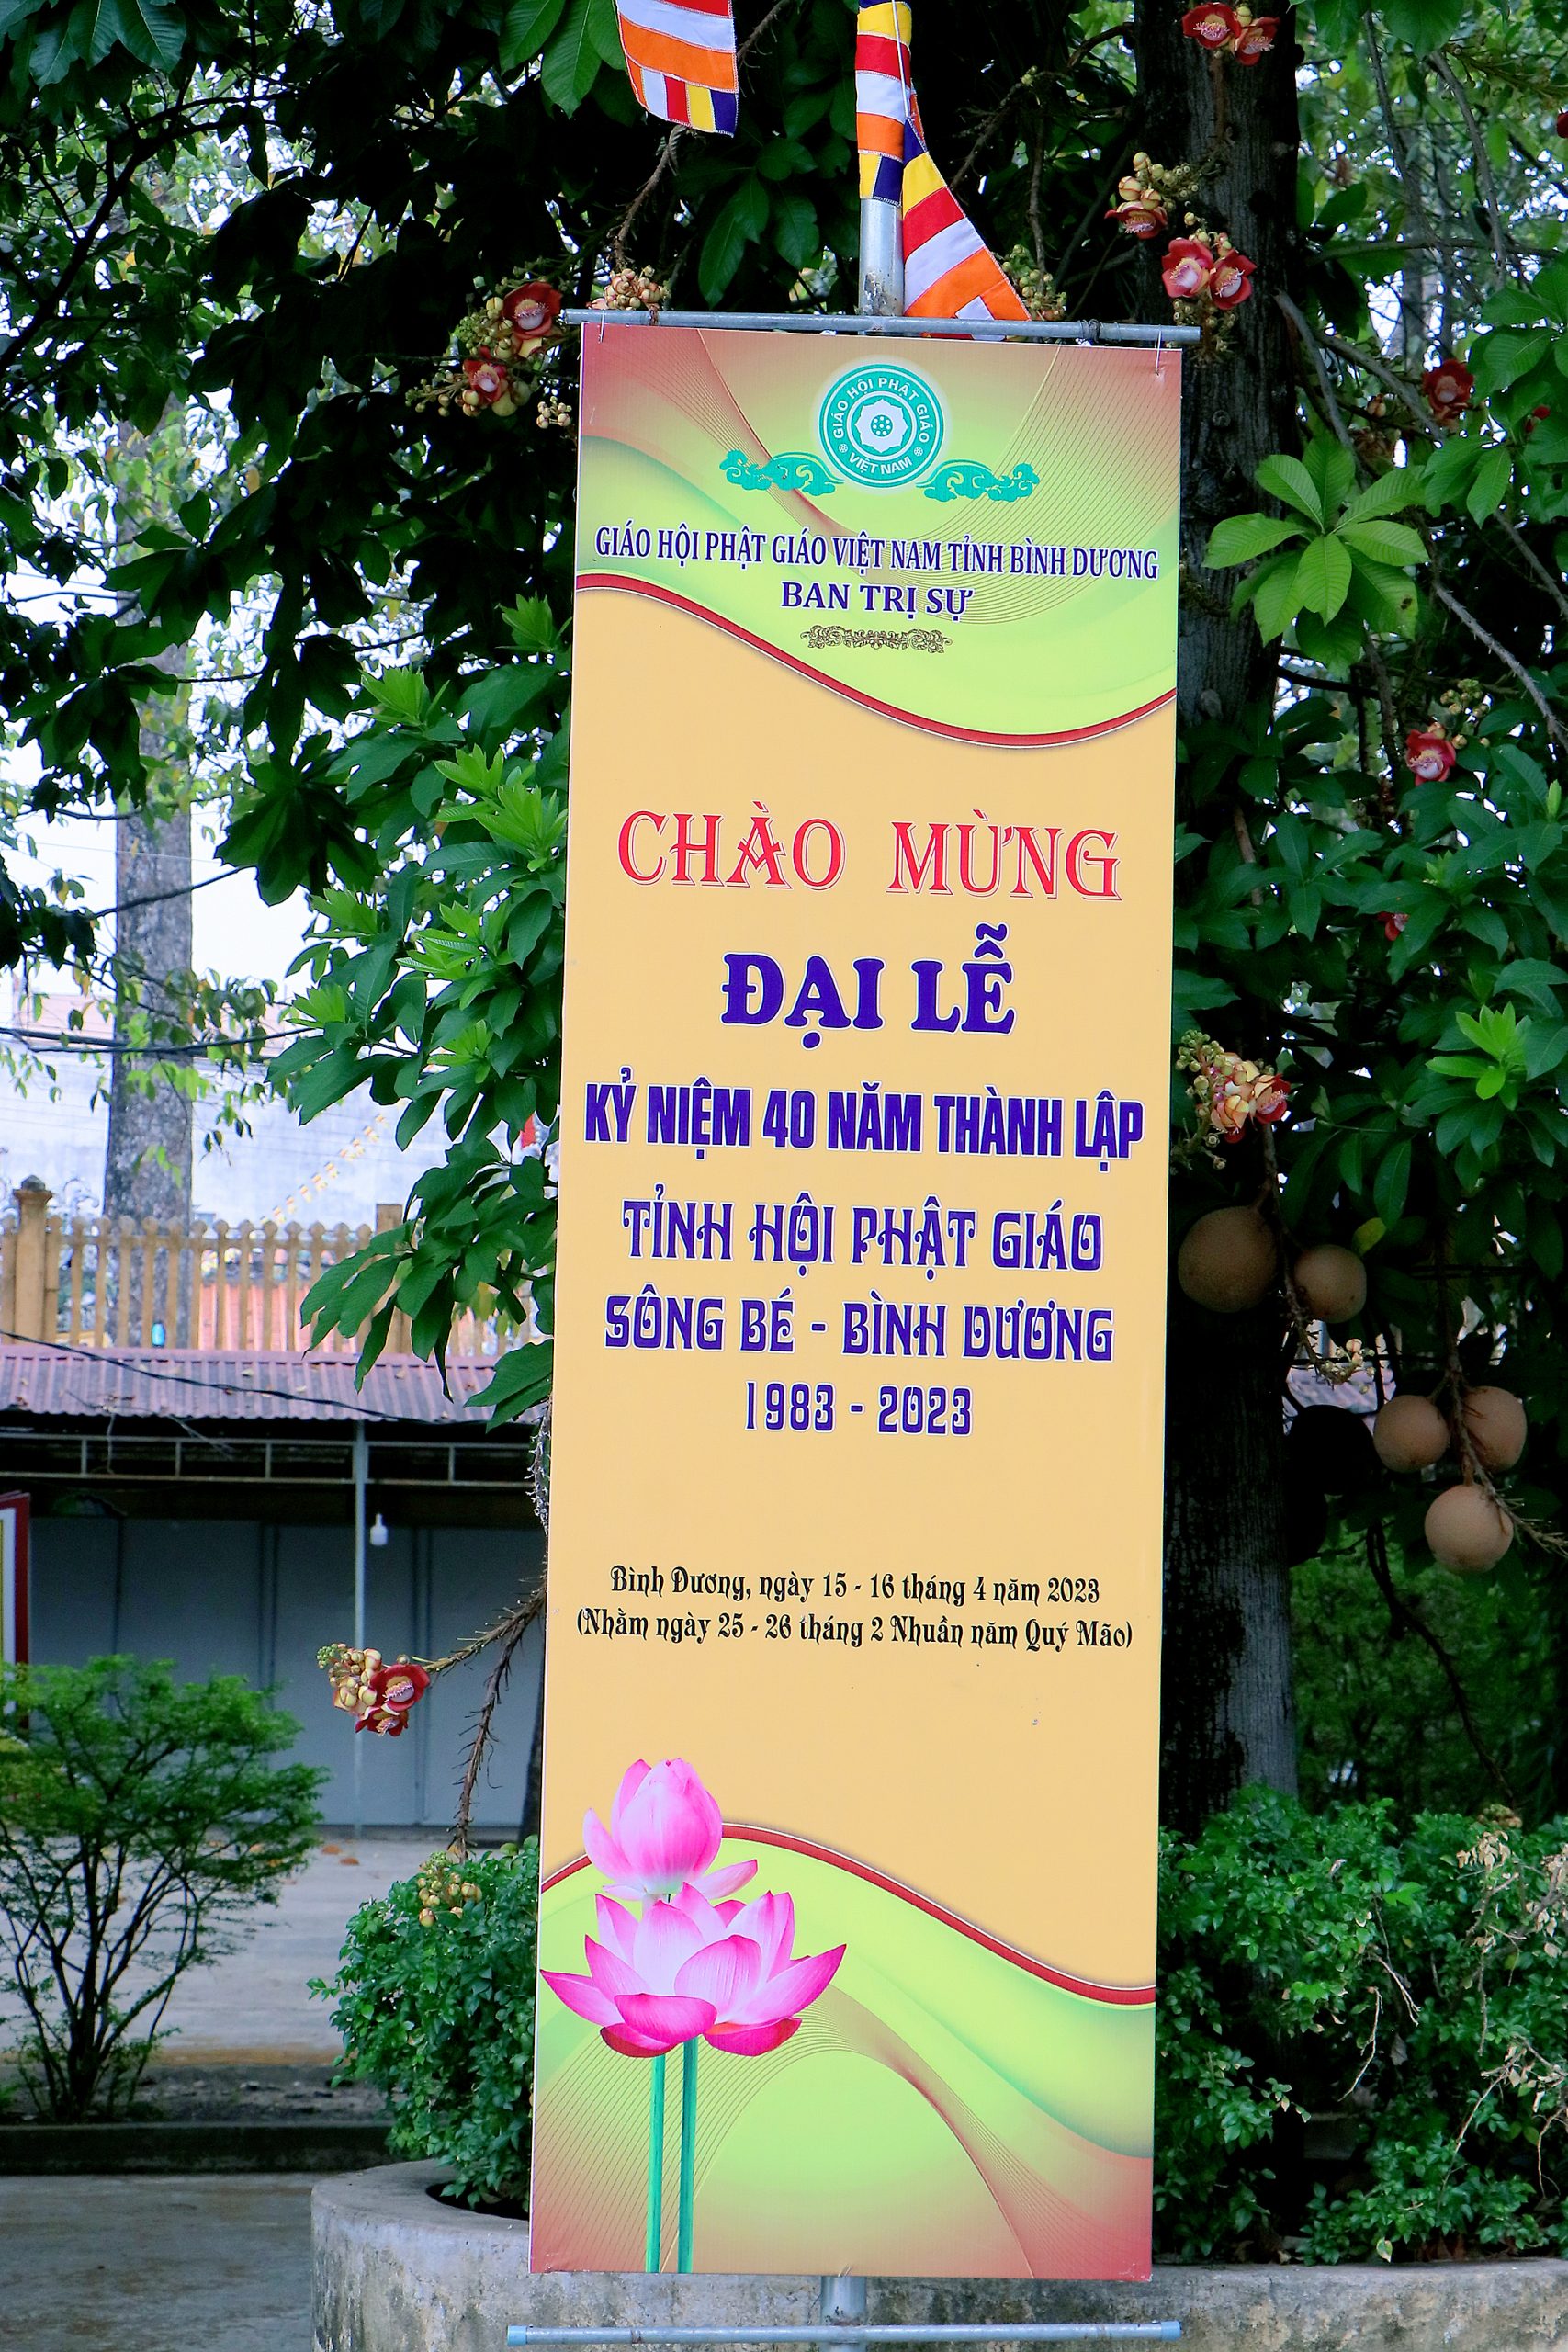 GIÁO HỘI PHẬT GIÁO
VIỆT NAM
GIÁO HỘI PHẬT GIÁO VIỆT NAM TỈNH BÌNH DƯƠNG
BAN TRỊ SỰ
CHÀO MỪNG
ĐẠI LỄ
KỶ NIỆM 40 NĂM THÀNH LẬP
TỈNH HỘI PHẬT GIÁO
SÔNG BÉ - BÌNH DƯƠNG
1983 - 2023
Bình Dương, ngày 15 - 16 tháng 4 năm 2023
(Nhằm ngày 25 - 26 tháng 2 Nhuần năm Quý Mão)